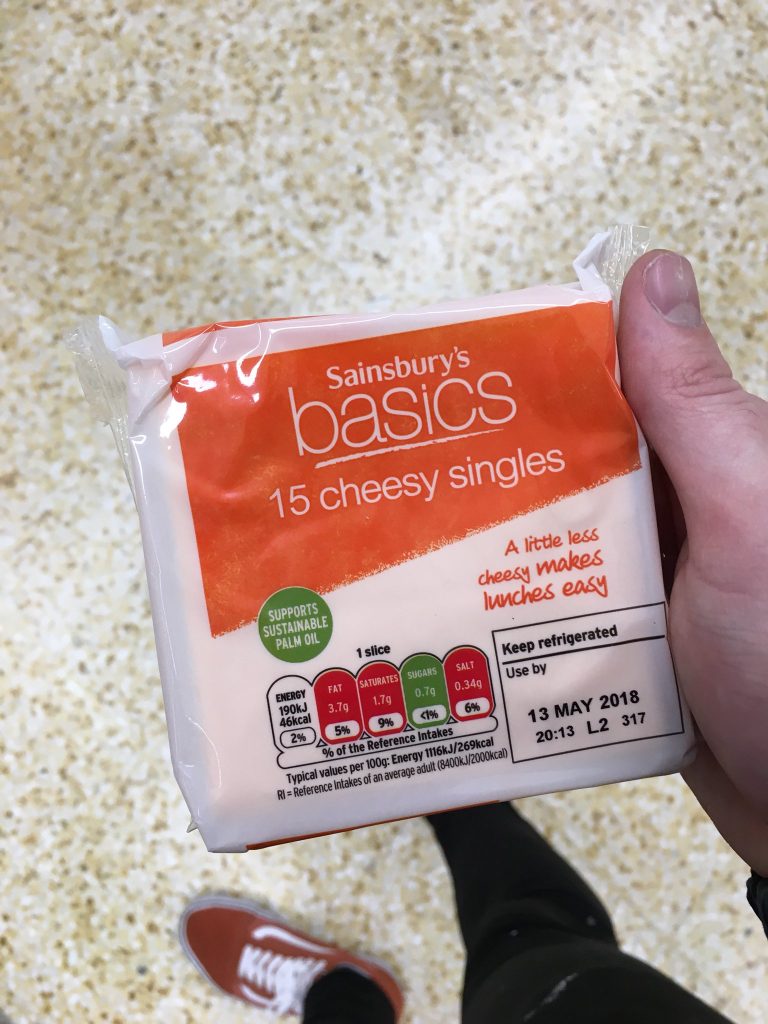 Sainsbury's
basics
15 cheesy singles
A little less
cheesy makes
lunches easy
SUPPORTS
SUSTAINABLE
PALM OIL
1 slice
ENERGY
190kJ
46kcal
2%
FAT
3.7g
5%
SATURATES
1.7g
9%
SUGARS
0.7g
<1%
SALT
0.34g
6%
% of the Reference Intakes
Typical values per 100g: Energy 1116kJ/269kcal
RI = Reference Intakes of an average adult (8400kJ/2000kcal)
Keep refrigerated
Use by
13 MAY 2018
20:13 L2 317